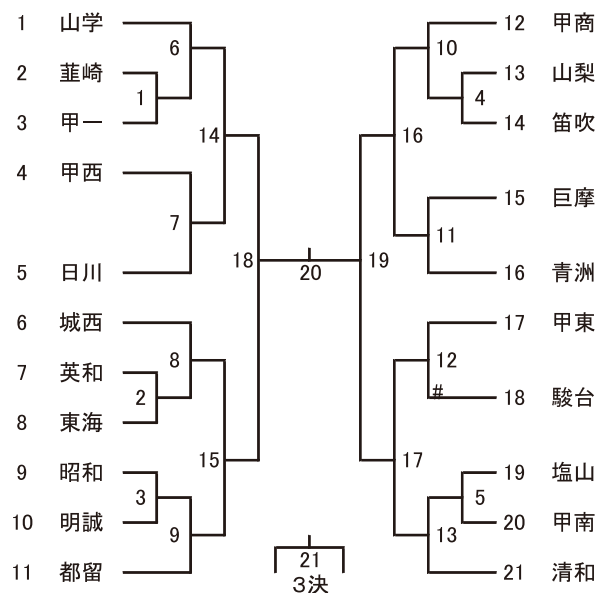 1 山学
2 韮崎
3 甲一
4 甲西
5 日川
6 城西
7 英和
8 東海
9 昭和
10 明誠
11 都留
6
1
14
7
18
8
2
15
3
9
20
21
3決
12 甲商
13 山梨
14 笛吹
15 巨摩
16 青洲
17 甲東
18 駿台
19 塩山
20 甲南
21 清和
10
4
16
11
19
12
#
17
5
13